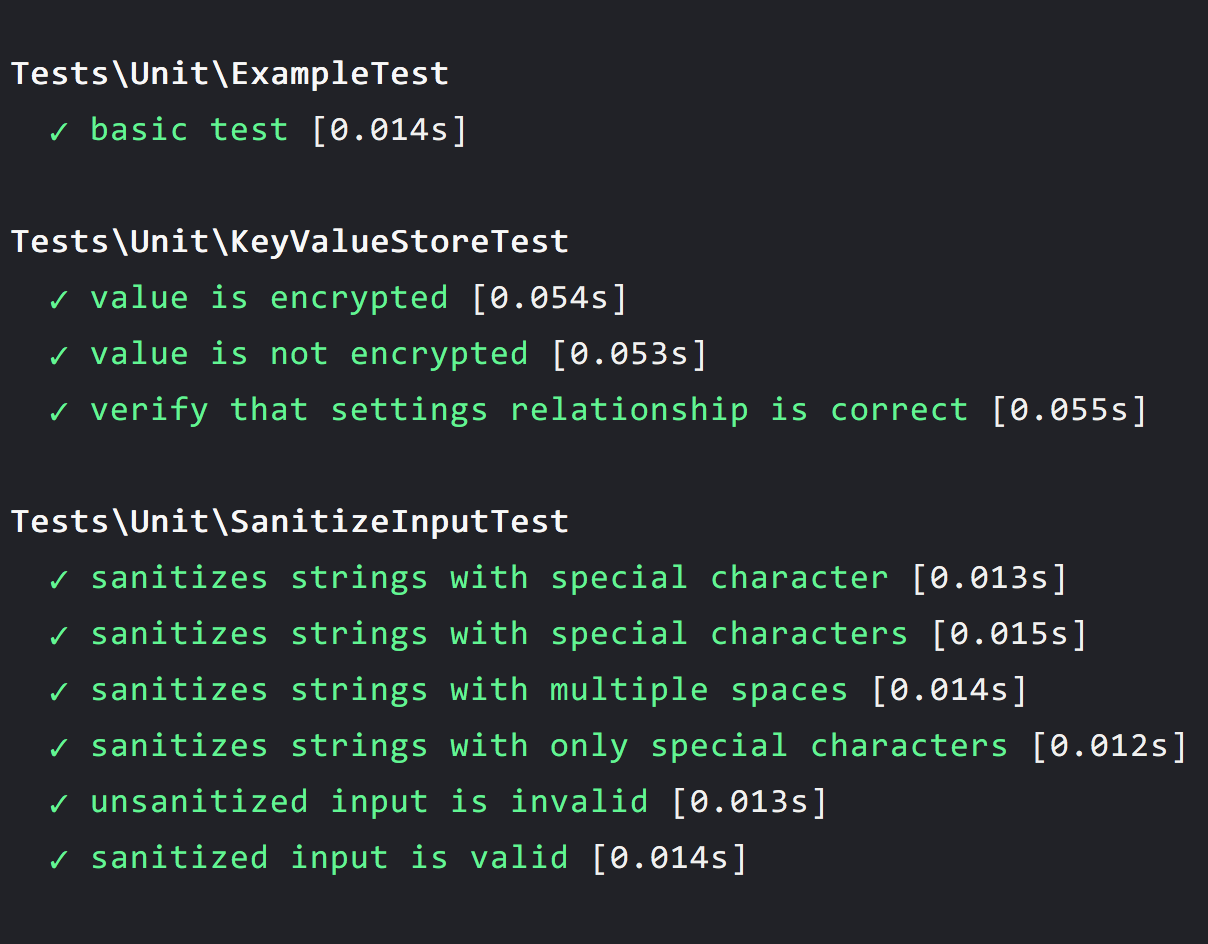 Tests\Unit\ExampleTest
✓ basic test [0.014s]
Tests\Unit\KeyValueStoreTest
✓ value is encrypted [0.054s]
✓ value is not encrypted [0.053s]
✓ verify that settings relationship is correct [0.055s]
Tests\Unit\SanitizeInputTest
✓ sanitizes strings with special character [0.013s]
✓ sanitizes strings with special characters [0.015s]
✓ sanitizes strings with multiple spaces [0.014s]
✓ sanitizes strings with only special characters [0.012s]
✓ unsanitized input is invalid [0.013s]
✓ sanitized input is valid [0.014s]